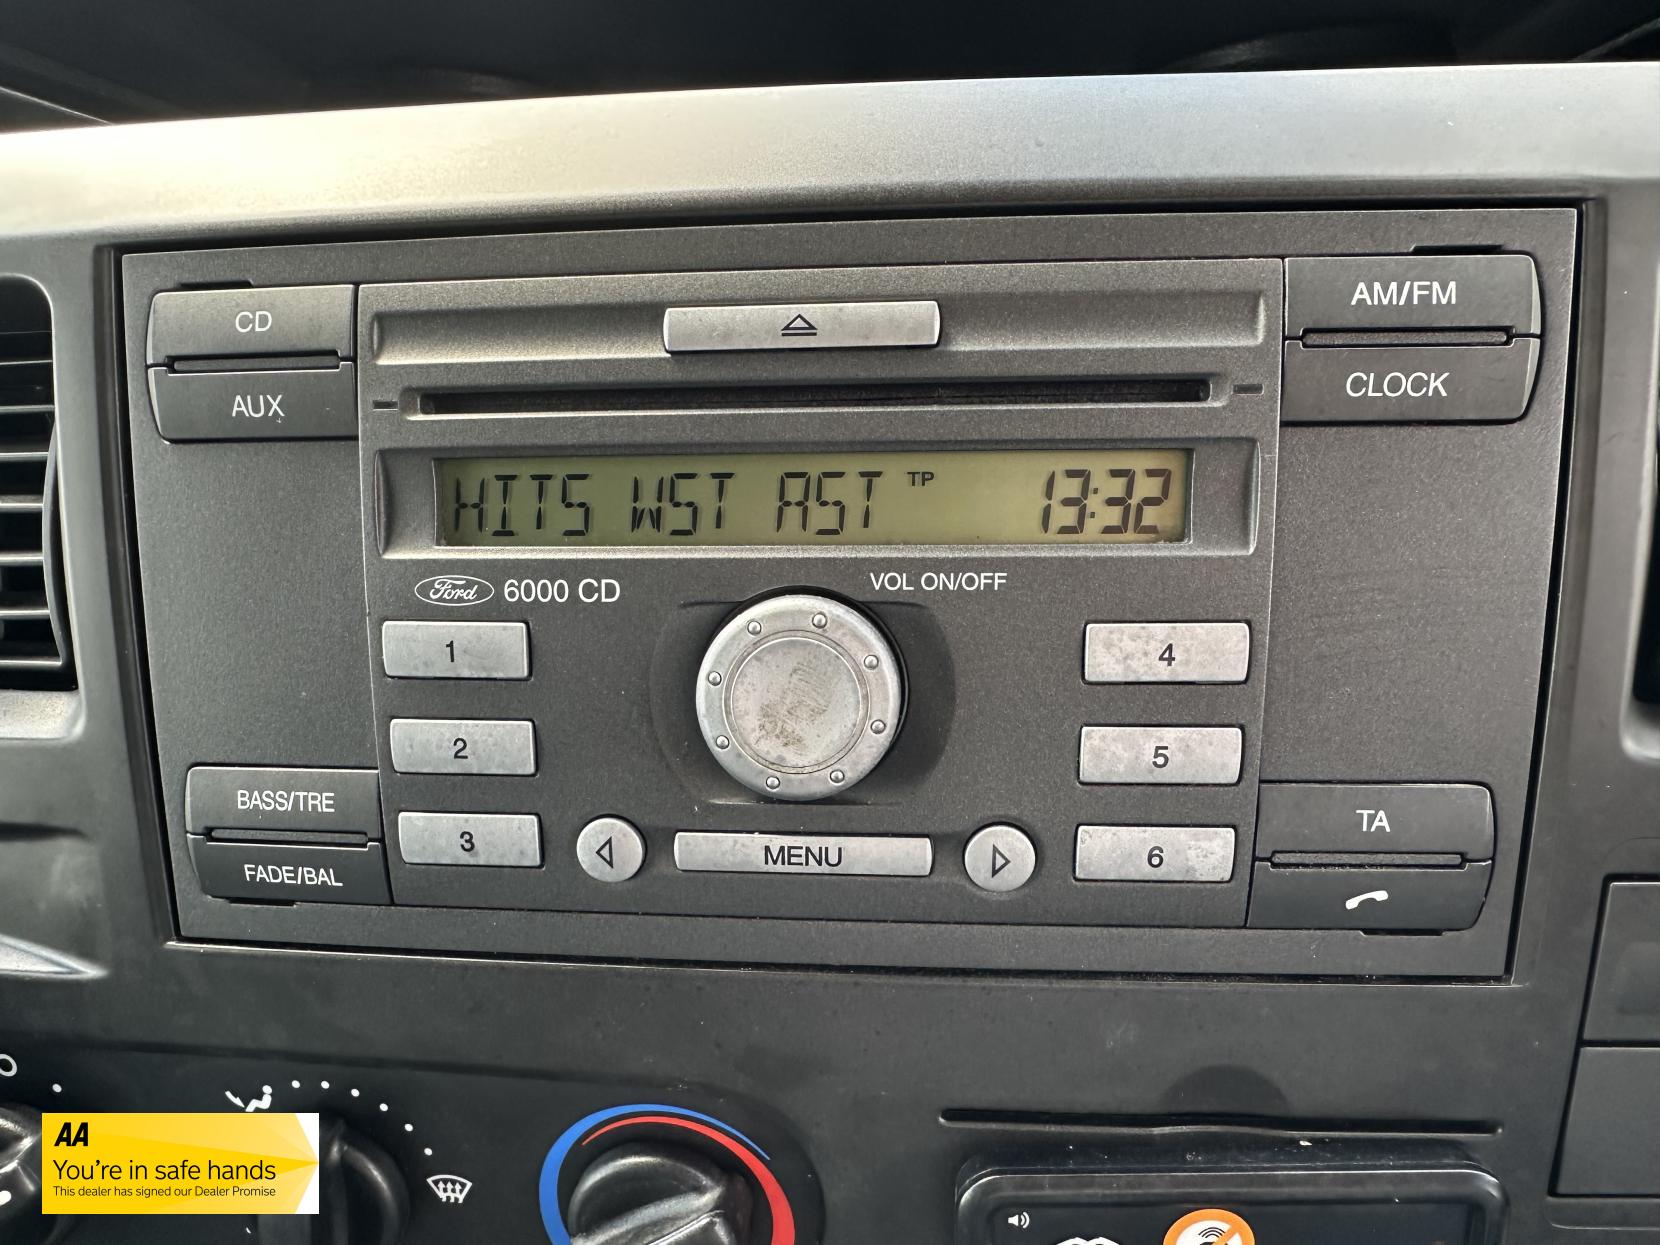 CD
AUX
AM/FM
CLOCK
HITS WST AST TP 13:32
Ford 6000 CD
VOL ON/OFF
1
2
3
4
5
6
BASS/TRE
FADE/BAL
MENU
TA
AA
You're in safe hands
This dealer has signed our Dealer Promise